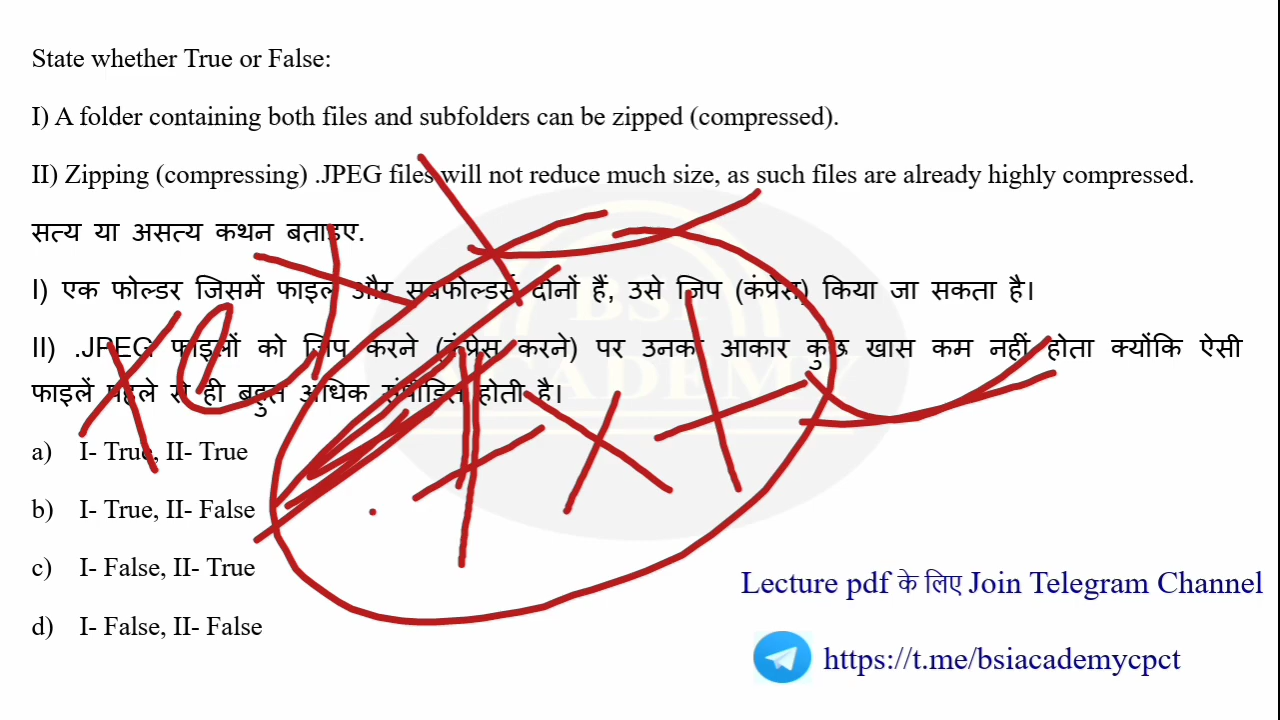 State whether True or False:
I) A folder containing both files and subfolders can be zipped (compressed).
II) Zipping (compressing) .JPEG files will not reduce much size, as such files are already highly compressed.
सत्य या असत्य कथन बताइए.
I) एक फोल्डर जिसमें फाइलें और सबफोल्डर्स दोनों हैं, उसे ज़िप (कंप्रेस) किया जा सकता है।
II) .JPEG फाइलों को ज़िप करने (कंप्रेस करने) पर उनका आकार कुछ खास कम नहीं होता क्योंकि ऐसी
फाइलें पहले से ही बहुत अधिक संपीड़ित होती है।
a) I- True, II- True
b) I- True, II- False
c) I- False, II- True
d) I- False, II- False
BSI
ACADEMY
Lecture pdf के लिए Join Telegram Channel
https://t.me/bsiacademycpct